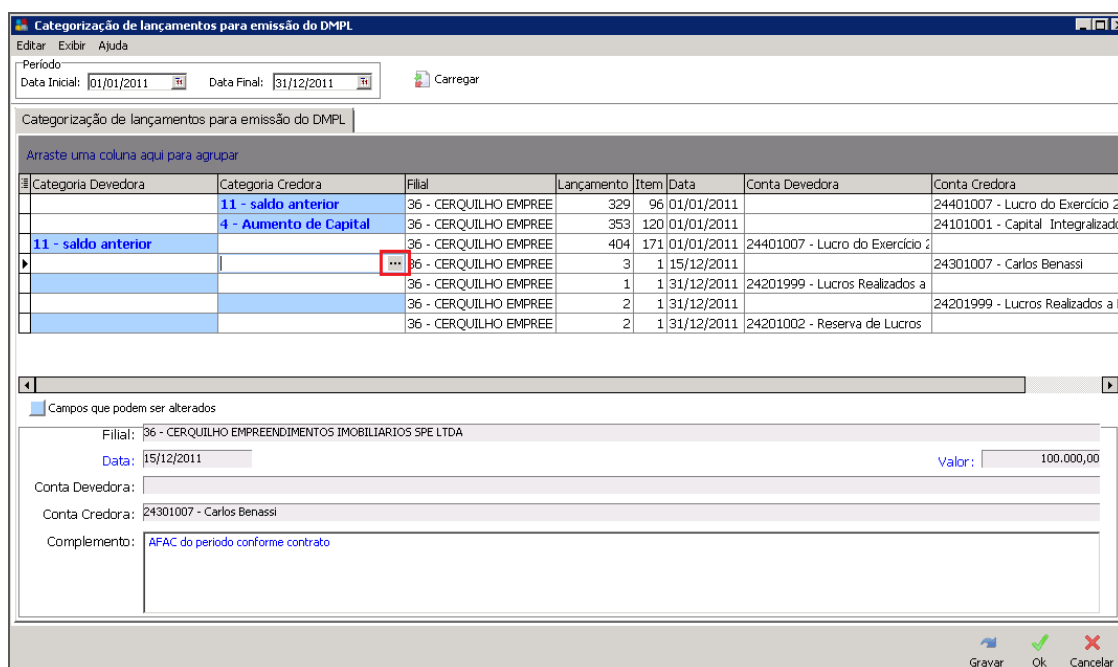 Categorização de lançamentos para emissão do DMPL
Editar Exibir Ajuda
Período
Data Inicial: 01/01/2011 Data Final: 31/12/2011 Carregar
Categorização de lançamentos para emissão do DMPL
Arraste uma coluna aqui para agrupar
Categoria Devedora Categoria Credora Filial Lançamento Item Data Conta Devedora Conta Credora
11 - saldo anterior 36 - CERQUILHO EMPREE 329 96 01/01/2011 24401007 - Lucro do Exercício 2
4 - Aumento de Capital 36 - CERQUILHO EMPREE 353 120 01/01/2011 24101001 - Capital Integralizado
11 - saldo anterior 36 - CERQUILHO EMPREE 404 171 01/01/2011 24401007 - Lucro do Exercício 2
... 36 - CERQUILHO EMPREE 3 1 15/12/2011 24301007 - Carlos Benassi
36 - CERQUILHO EMPREE 1 1 31/12/2011 24201999 - Lucros Realizados a
36 - CERQUILHO EMPREE 2 1 31/12/2011 24201999 - Lucros Realizados a
36 - CERQUILHO EMPREE 2 1 31/12/2011 24201002 - Reserva de Lucros
Campos que podem ser alterados
Filial: 36 - CERQUILHO EMPREENDIMENTOS IMOBILIARIOS SPE LTDA
Data: 15/12/2011 Valor: 100.000,00
Conta Devedora:
Conta Credora: 24301007 - Carlos Benassi
Complemento: AFAC do periodo conforme contrato
Gravar Ok Cancelar